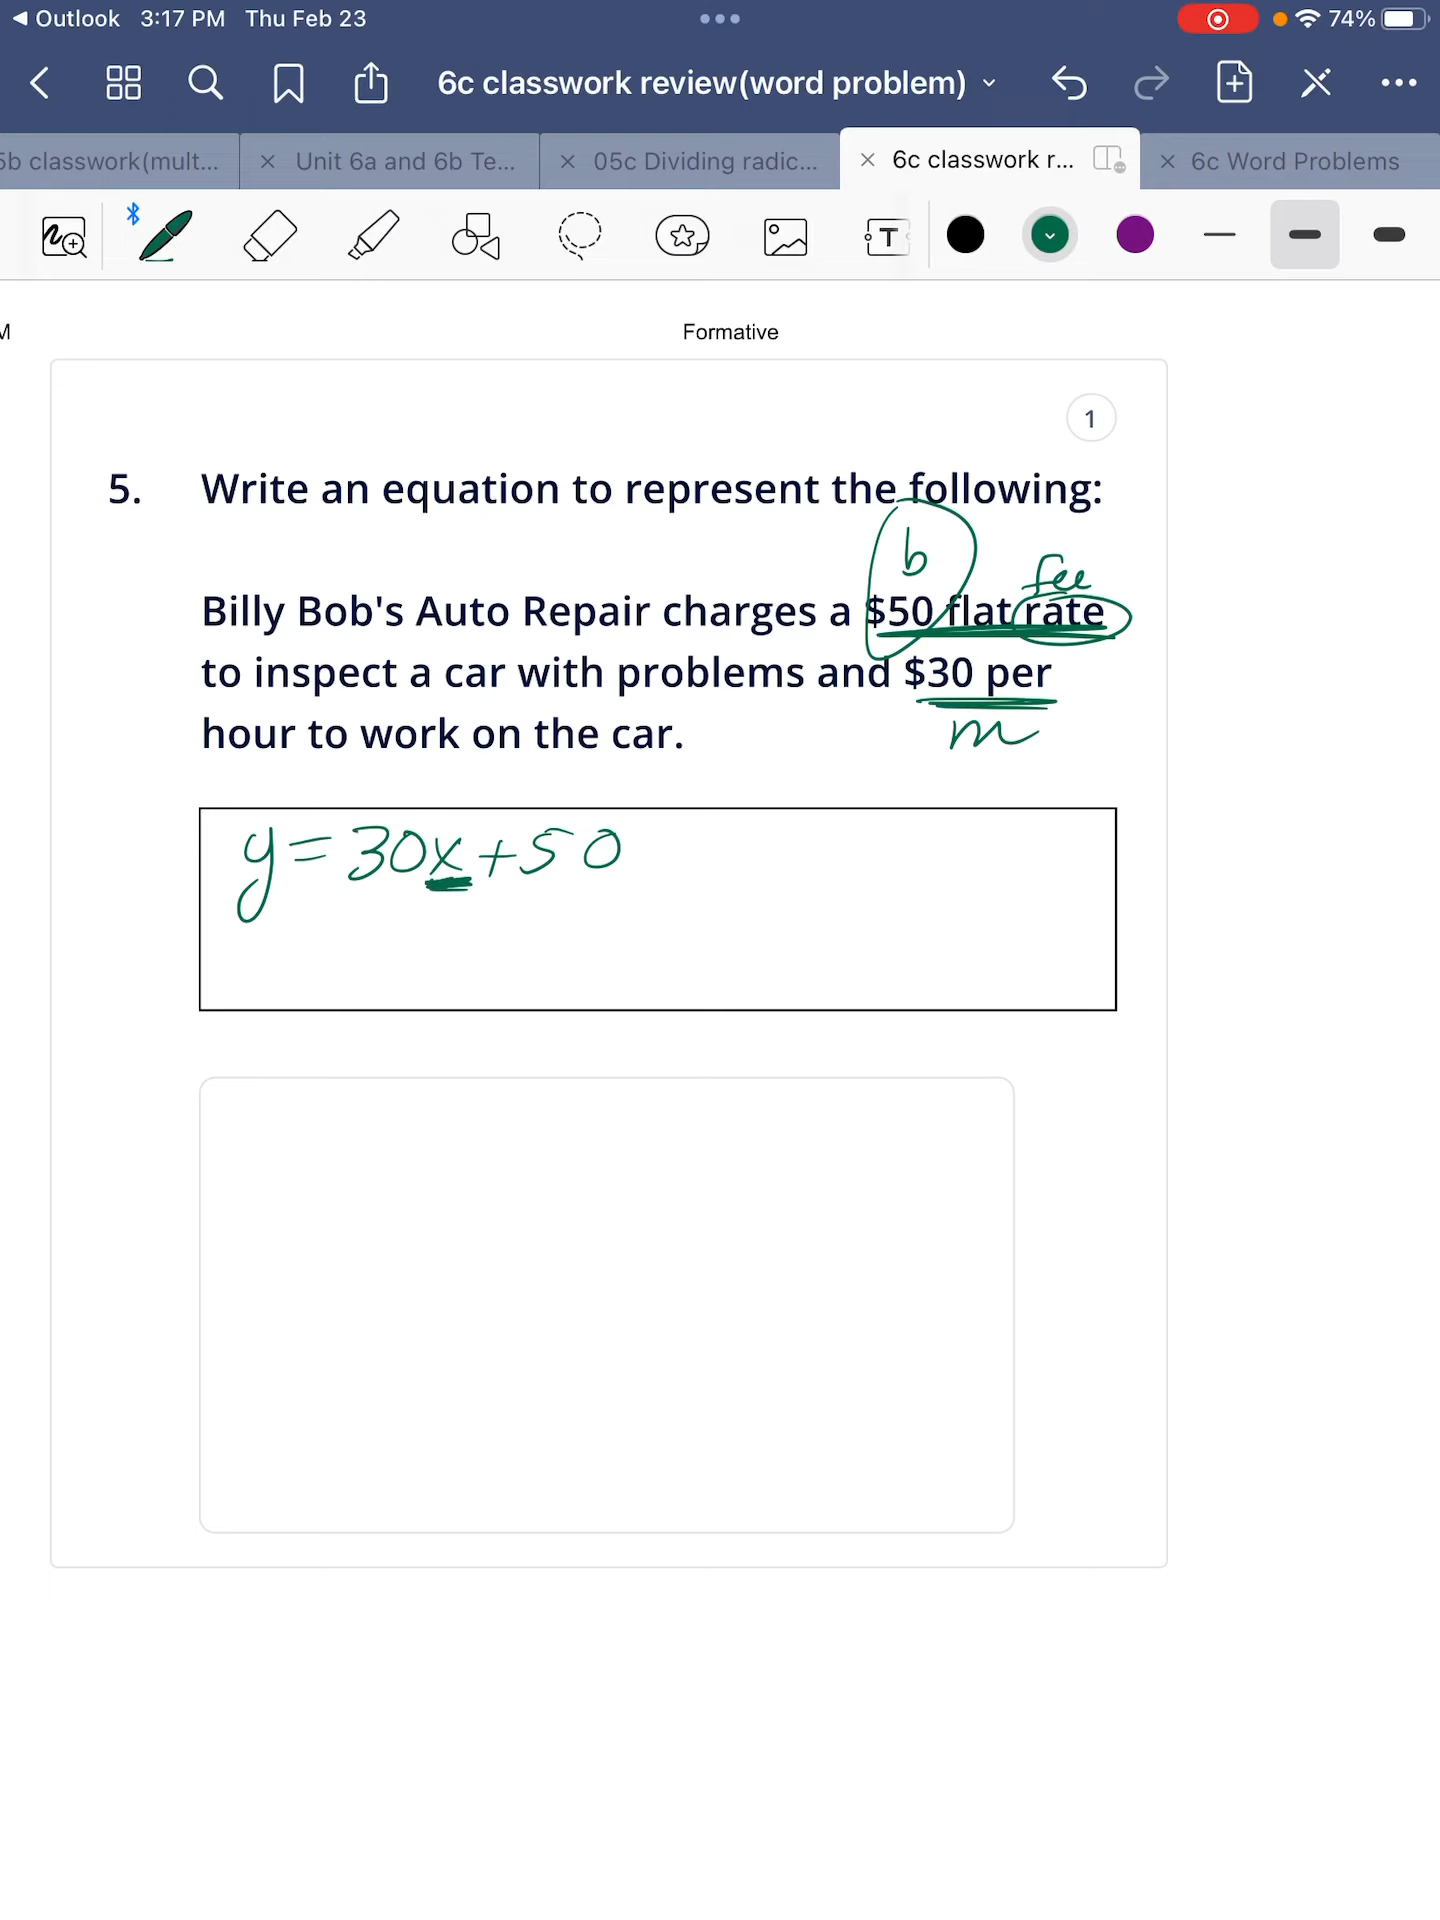 Outlook 3:17 PM Thu Feb 23 74%
6c classwork review(word problem)
5b classwork(mult... Unit 6a and 6b Te... 05c Dividing radic... 6c classwork r... 6c Word Problems
T
M Formative
1
5. Write an equation to represent the following:
b
fee
Billy Bob's Auto Repair charges a $50 flat rate
to inspect a car with problems and $30 per
hour to work on the car.
m
y=30x+50